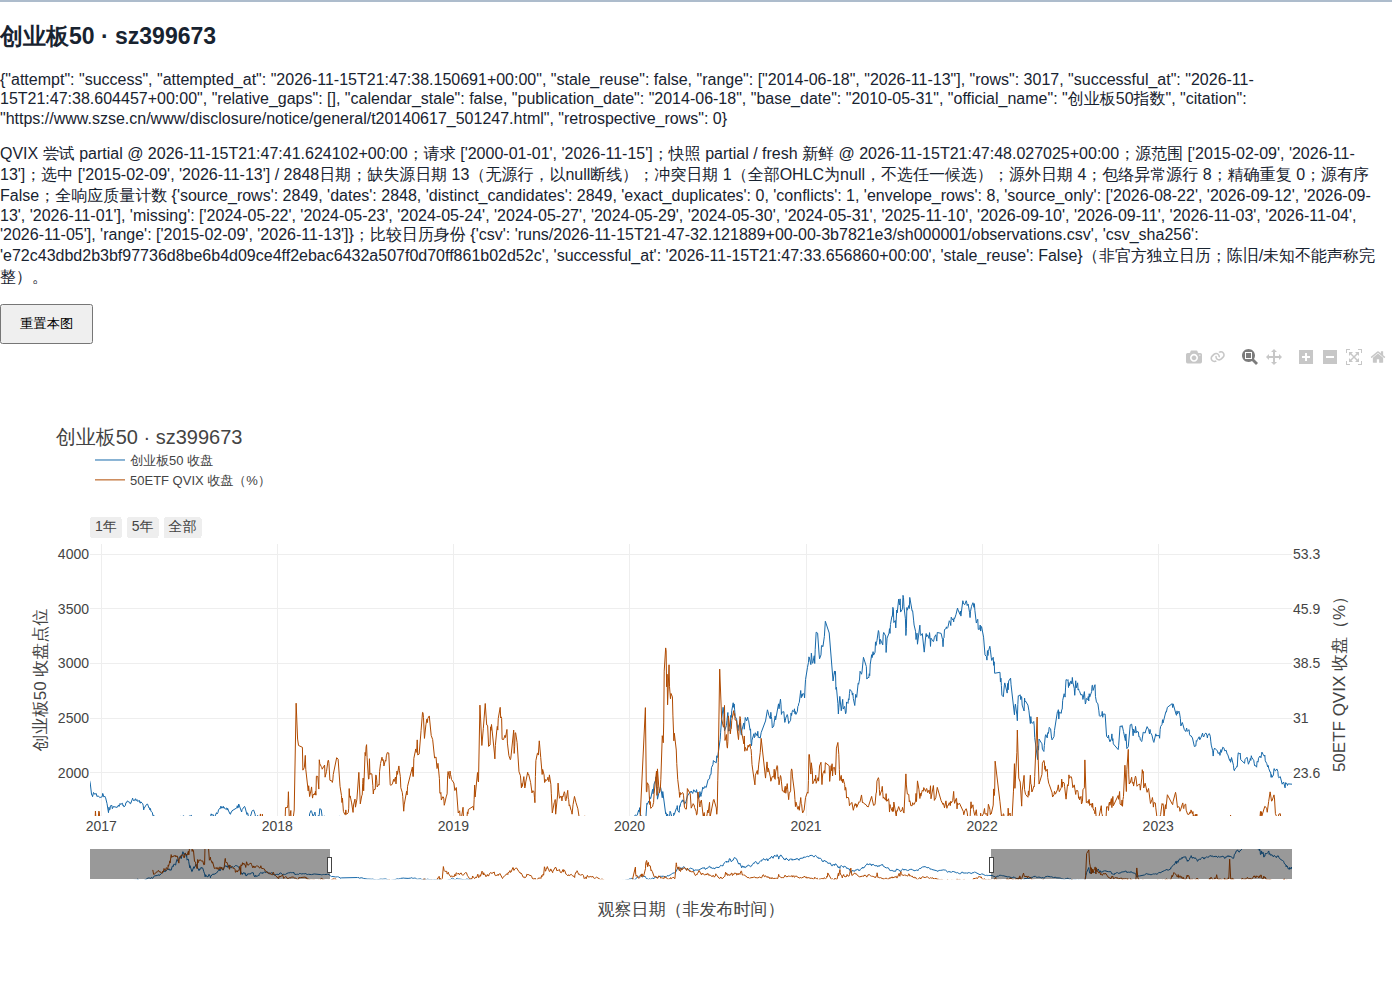 创业板50 · sz399673
{"attempt": "success", "attempted_at": "2026-11-15T21:47:38.150691+00:00", "stale_reuse": false, "range": ["2014-06-18", "2026-11-13"], "rows": 3017, "successful_at": "2026-11-
15T21:47:38.604457+00:00", "relative_gaps": [], "calendar_stale": false, "publication_date": "2014-06-18", "base_date": "2010-05-31", "official_name": "创业板50指数", "citation":
"https://www.szse.cn/www/disclosure/notice/general/t20140617_501247.html", "retrospective_rows": 0}
QVIX 尝试 partial @ 2026-11-15T21:47:41.624102+00:00；请求 ['2000-01-01', '2026-11-15']；快照 partial / fresh 新鲜 @ 2026-11-15T21:47:48.027025+00:00；源范围 ['2015-02-09', '2026-11-
13']；选中 ['2015-02-09', '2026-11-13'] / 2848日期；缺失源日期 13（无源行，以null断线）；冲突日期 1（全部OHLC为null，不选任一候选）；源外日期 4；包络异常源行 8；精确重复 0；源有序
False；全响应质量计数 {'source_rows': 2849, 'dates': 2848, 'distinct_candidates': 2849, 'exact_duplicates': 0, 'conflicts': 1, 'envelope_rows': 8, 'source_only': ['2026-08-22', '2026-09-12', '2026-09-
13', '2026-11-01'], 'missing': ['2024-05-22', '2024-05-23', '2024-05-24', '2024-05-27', '2024-05-29', '2024-05-30', '2024-05-31', '2025-11-10', '2026-09-10', '2026-09-11', '2026-11-03', '2026-11-04',
'2026-11-05'], 'range': ['2015-02-09', '2026-11-13']}；比较日历身份 {'csv': 'runs/2026-11-15T21-47-32.121889+00-00-3b7821e3/sh000001/observations.csv', 'csv_sha256':
'e72c43dbd2b3bf97736d8be6b4d09ce4ff2ebac6432a507f0d70ff861b02d52c', 'successful_at': '2026-11-15T21:47:33.656860+00:00', 'stale_reuse': False}（非官方独立日历；陈旧/未知不能声称完
整）。
重置本图
创业板50 · sz399673
创业板50 收盘
50ETF QVIX 收盘（%）
1年 5年 全部
4000
3500
3000
2500
2000
创业板50 收盘点位
53.3
45.9
38.5
31
23.6
50ETF QVIX 收盘（%）
2017 2018 2019 2020 2021 2022 2023
观察日期（非发布时间）